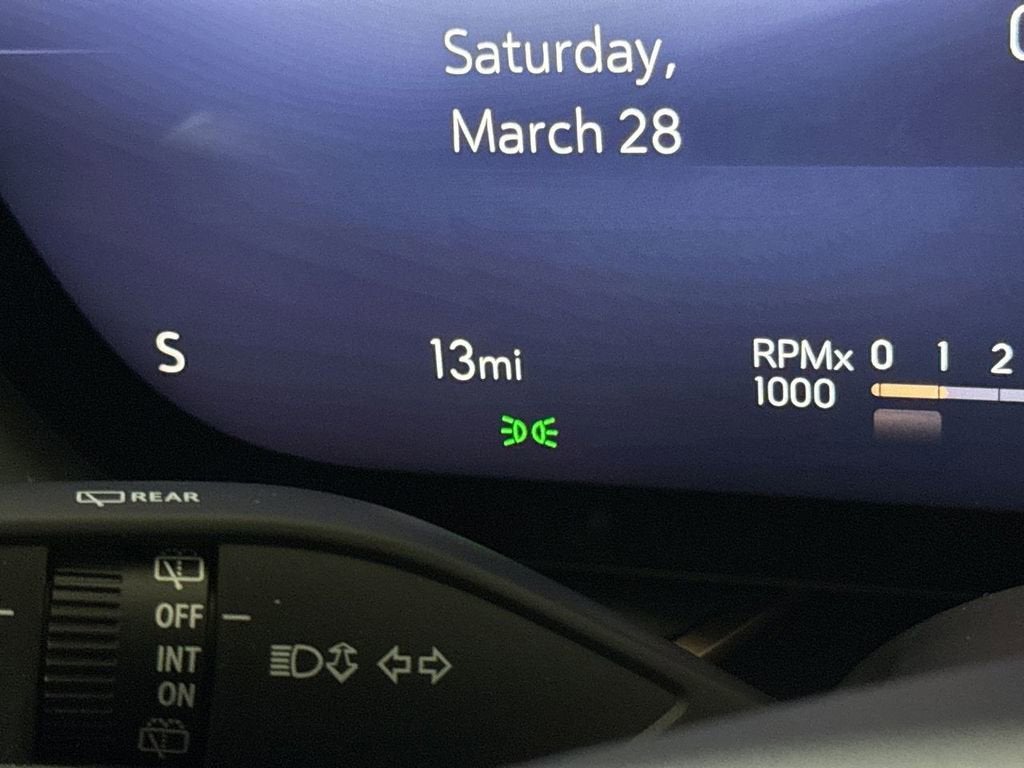 Saturday,
March 28
S
13mi
RPMx 0 1 2
1000
REAR
OFF
INT
ON